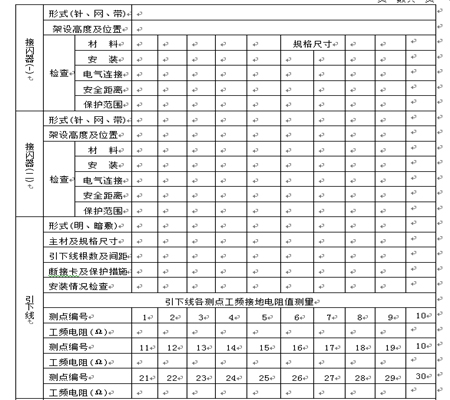 接闪器(一)
形式(针、网、带)
架设高度及位置
检查
材 料
规格尺寸
安 装
电气连接
安全距离
保护范围
接闪器(二)
形式(针、网、带)
架设高度及位置
检查
材 料
安 装
电气连接
安全距离
保护范围
引下线
形式(明、暗敷)
主材及规格尺寸
引下线根数及间距
断接卡及保护措施
安装情况检查
引下线各测点工频接地电阻值测量
测点编号 1 2 3 4 5 6 7 8 9 10
工频电阻(Ω)
测点编号 11 12 13 14 15 16 17 18 19 10
工频电阻(Ω)
测点编号 21 22 23 24 25 26 27 28 29 30
工频电阻(Ω)